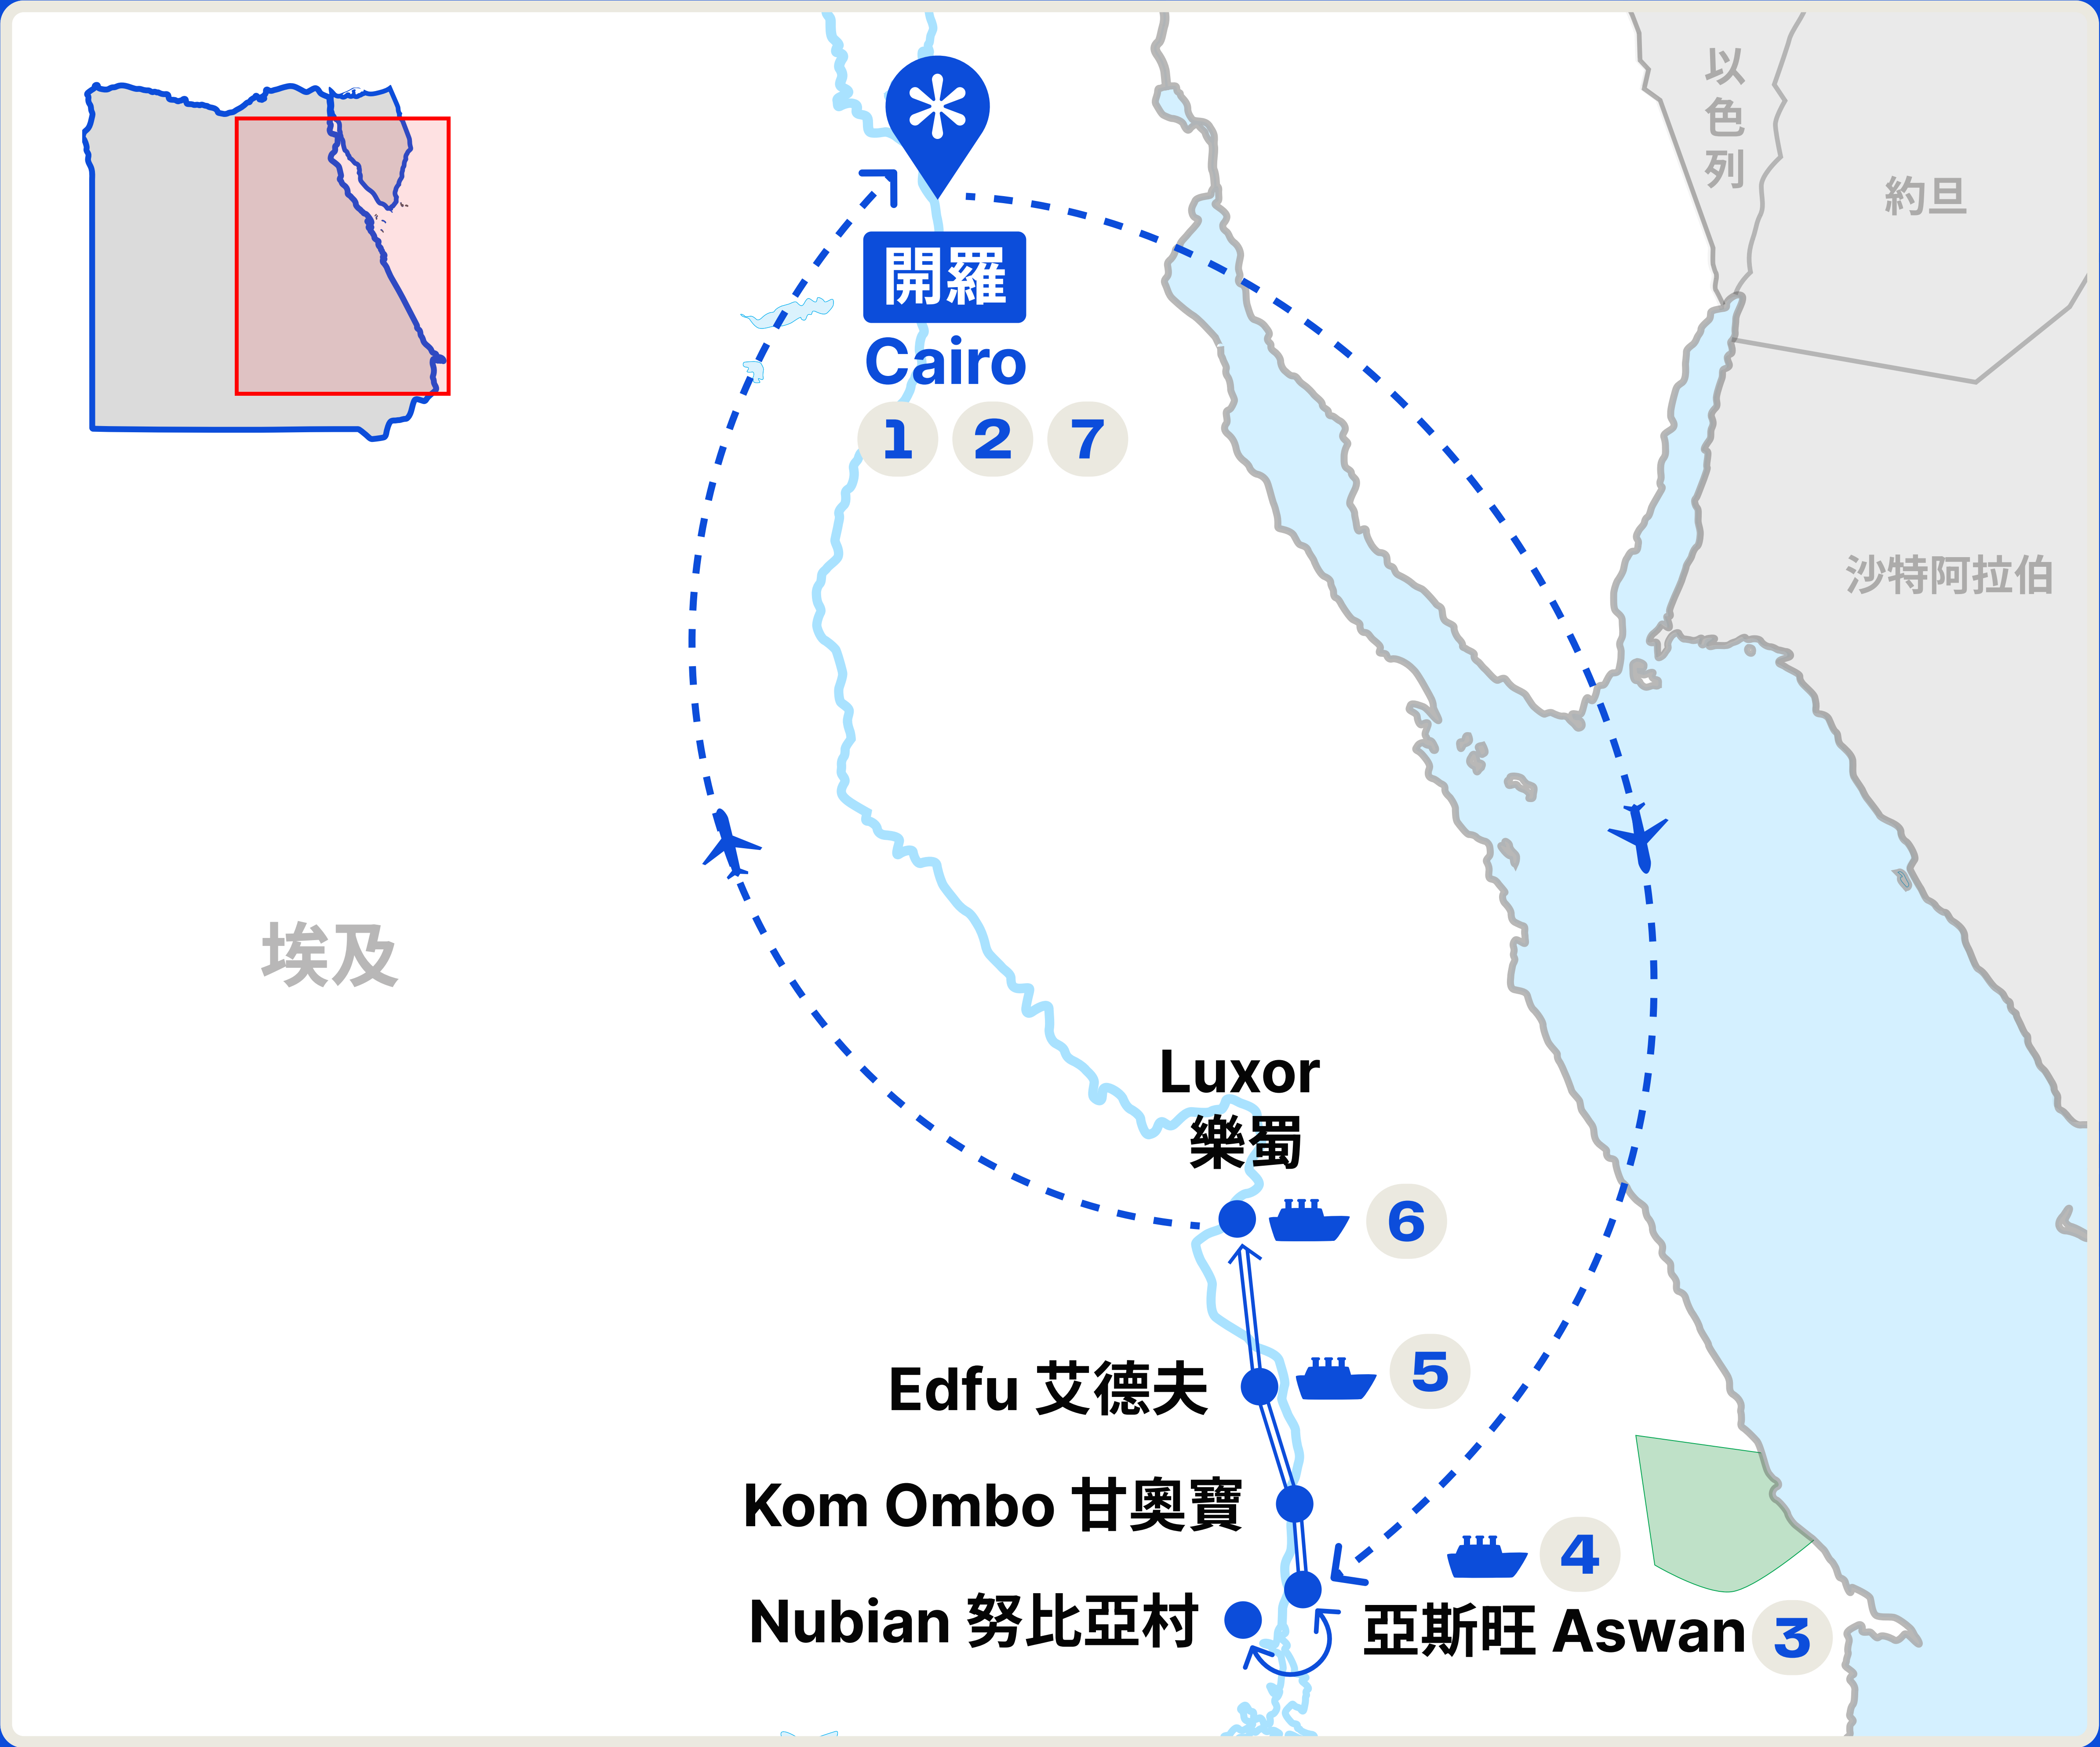 以色列
約旦
開羅
Cairo
1 2 7
沙特阿拉伯
埃及
Luxor
樂蜀
6
Edfu 艾德夫
5
Kom Ombo 甘奧寶
4
Nubian 努比亞村
亞斯旺 Aswan 3